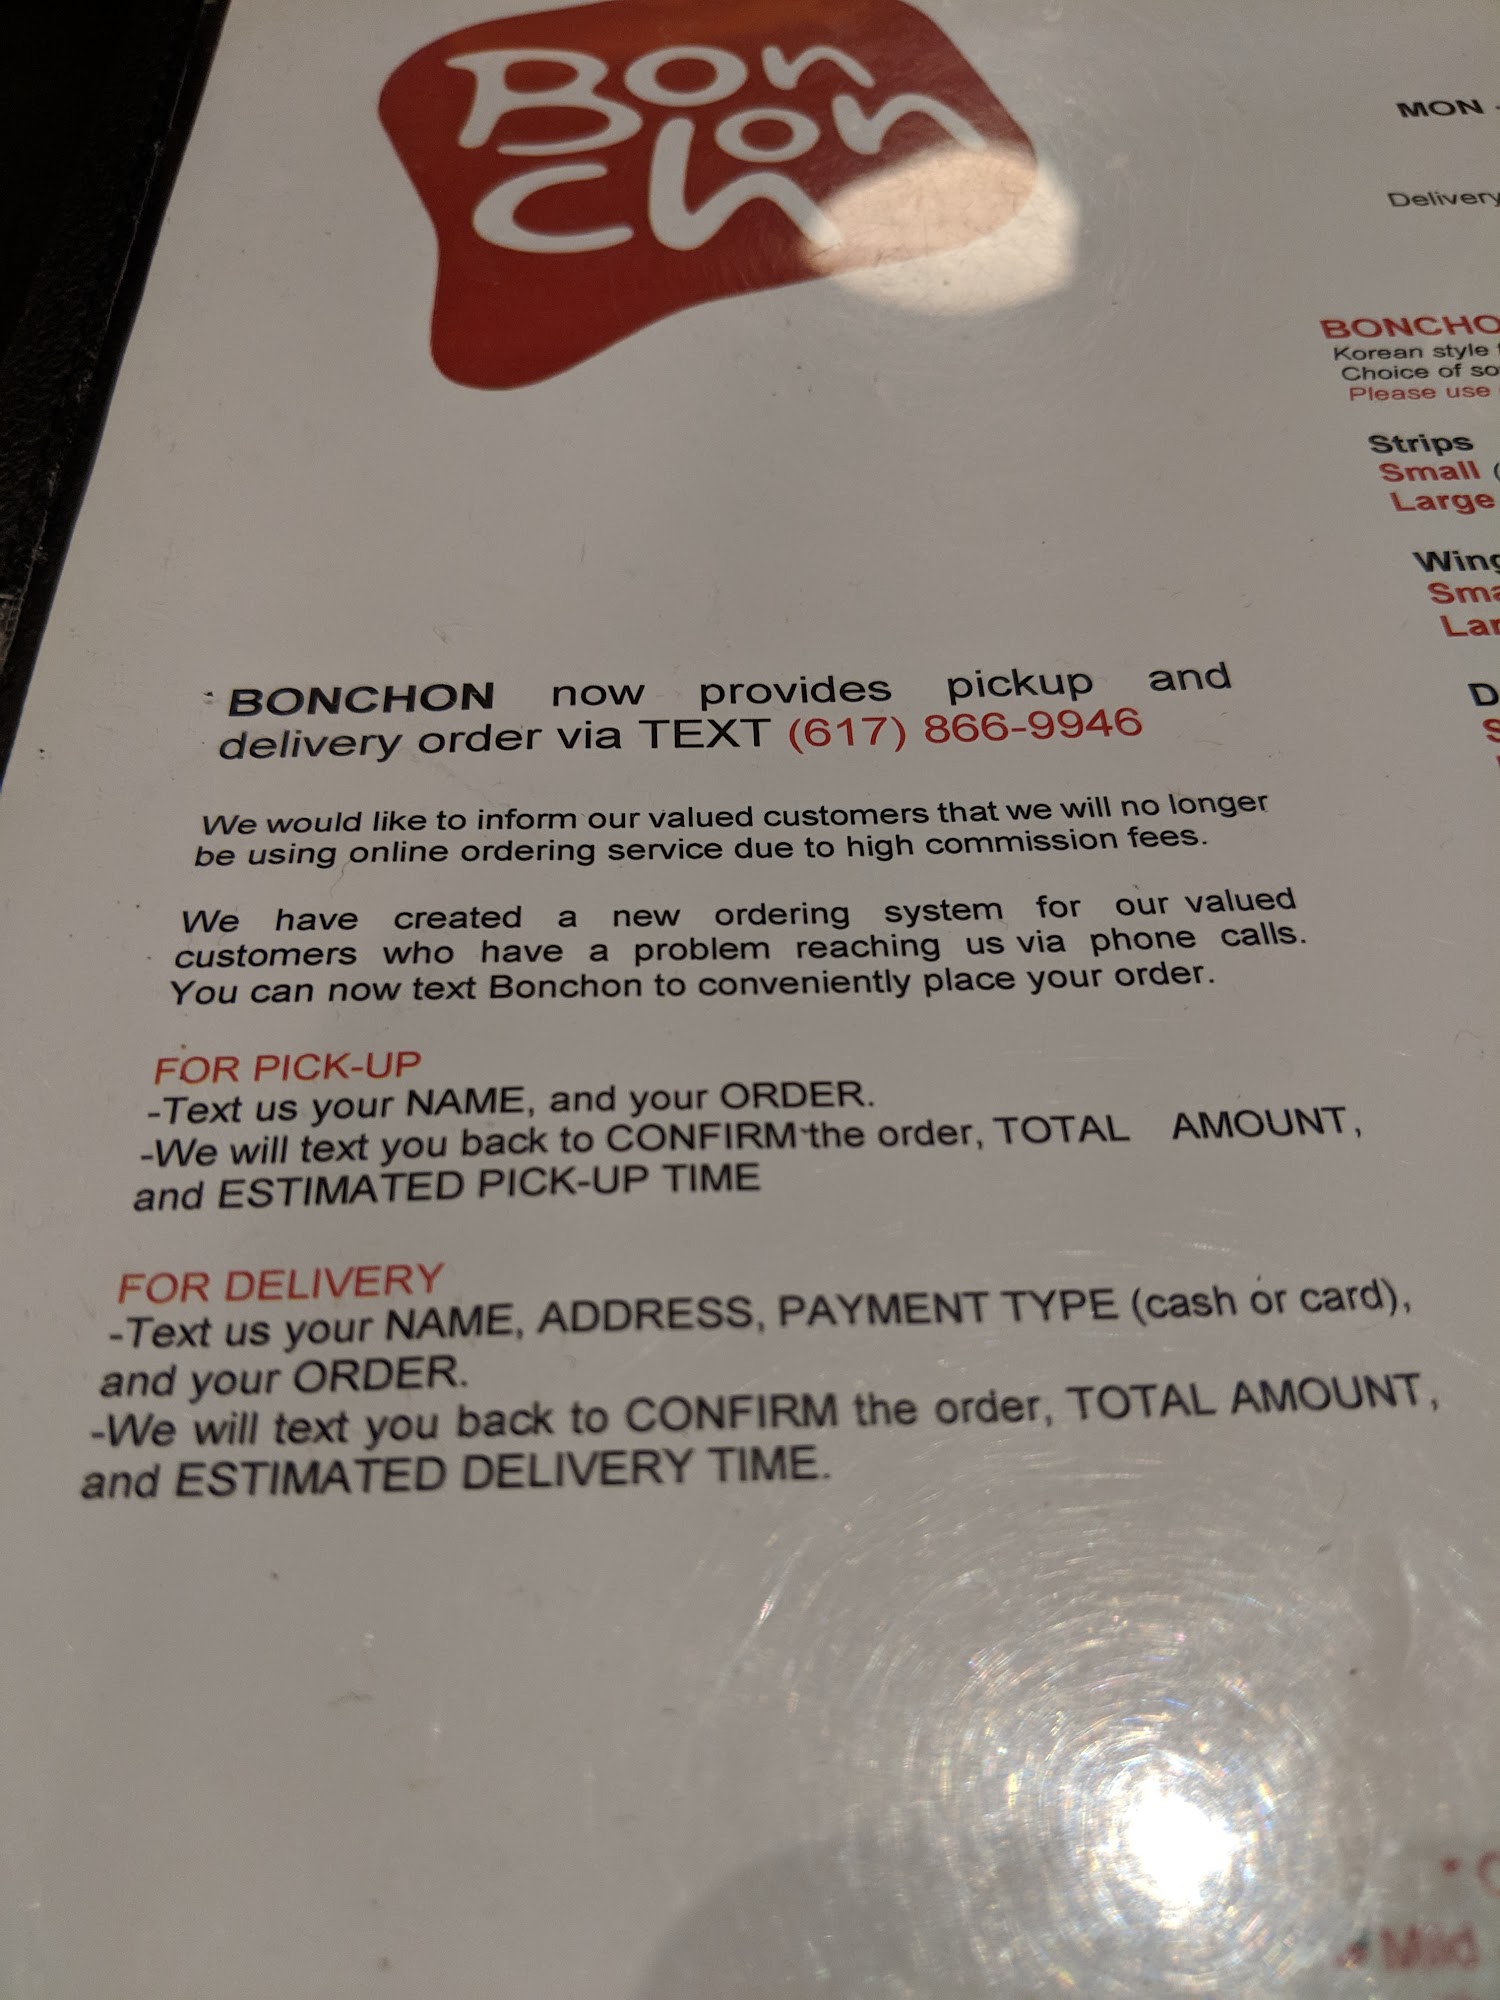 Bon
Chon
BONCHON now provides pickup and
delivery order via TEXT (617) 866-9946
We would like to inform our valued customers that we will no longer
be using online ordering service due to high commission fees.
We have created a new ordering system for our valued
customers who have a problem reaching us via phone calls.
You can now text Bonchon to conveniently place your order.
FOR PICK-UP
-Text us your NAME, and your ORDER.
-We will text you back to CONFIRM the order, TOTAL AMOUNT,
and ESTIMATED PICK-UP TIME
FOR DELIVERY
-Text us your NAME, ADDRESS, PAYMENT TYPE (cash or card),
and your ORDER.
-We will text you back to CONFIRM the order, TOTAL AMOUNT,
and ESTIMATED DELIVERY TIME.
MON -
Delivery
Korean style
Choice of
Please use
Strips
Small (
Large
Mild